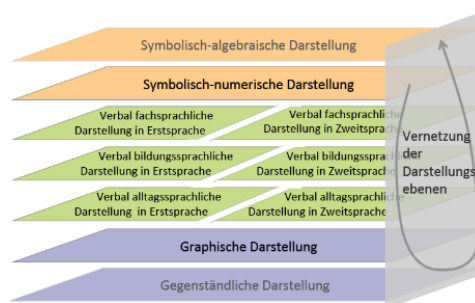 Symbolisch-algebraische Darstellung
Symbolisch-numerische Darstellung
Verbal fachsprachliche
Darstellung in Erstsprache
Verbal fachsprachliche
Darstellung in Zweitsprache
Verbal bildungssprachliche
Darstellung in Erstsprache
Verbal bildungssprachliche
Darstellung in Zweitsprache
Verbal alltagssprachliche
Darstellung in Erstsprache
Verbal alltagssprachliche
Darstellung in Zweitsprache
Graphische Darstellung
Gegenständliche Darstellung
Vernetzung
der
Darstellungs
ebenen